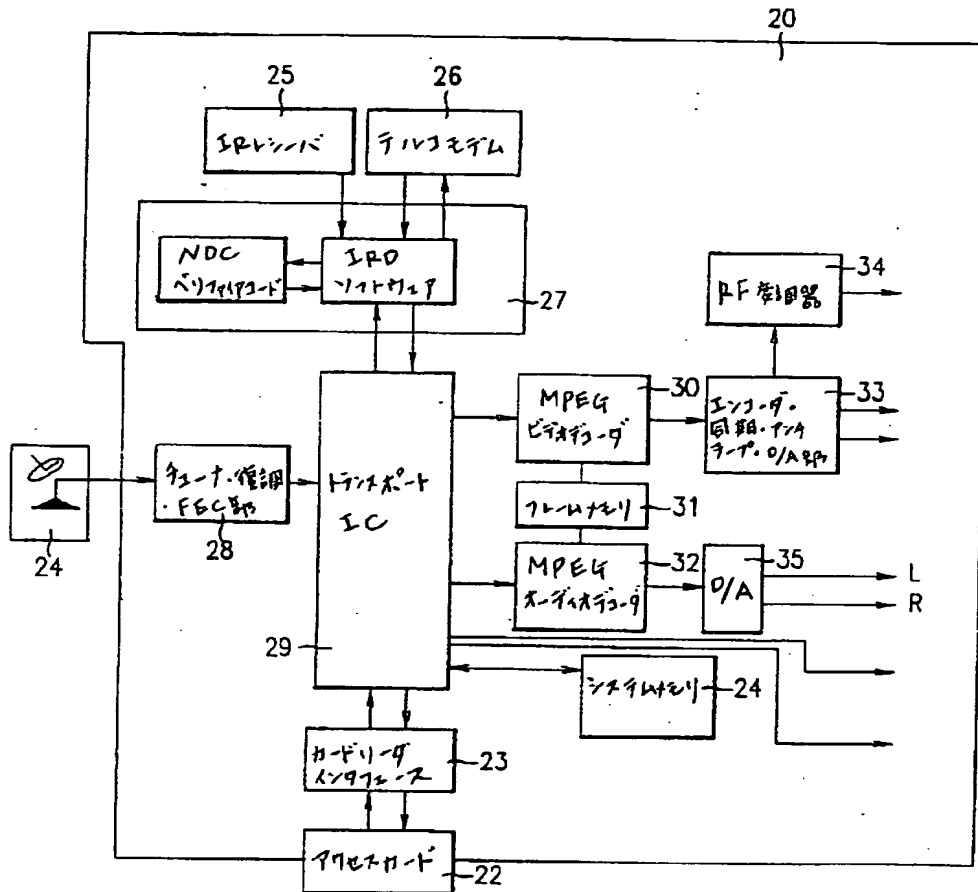 20
25
26
IRレシーバ
テルコモデム
NDC
ベリファイアコード
IRD
ソフトウェア
27
34
RF変調器
MPEG
ビデオデコーダ
30
エンコーダ・
同期・アンチ
テープ・D/A部
33
チューナ・復調
・FEC部
28
24
トランスポート
IC
29
フレームメモリ
31
MPEG
オーディオデコーダ
32
35
D/A
L
R
システムメモリ
24
カードリーダ
インタフェース
23
アクセスカード
22